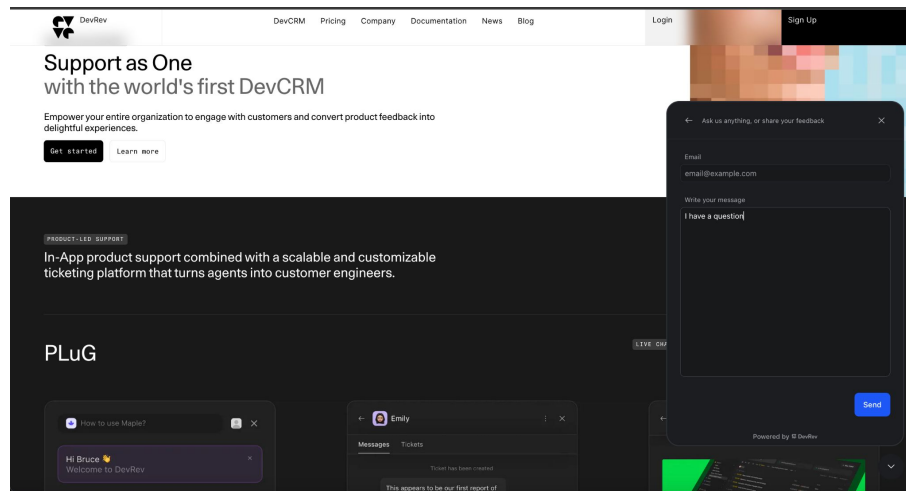 DevRev
DevCRM Pricing Company Documentation News Blog
Login
Sign Up
Support as One
with the world's first DevCRM
Empower your entire organization to engage with customers and convert product feedback into
delightful experiences.
Get started
Learn more
Ask us anything, or share your feedback
Email
email@example.com
Write your message
I have a question
Send
Powered by DevRev
PRODUCT-LED SUPPORT
In-App product support combined with a scalable and customizable
ticketing platform that turns agents into customer engineers.
PLuG
LIVE CHA
How to use Maple?
Hi Bruce 👋
Welcome to DevRev
Emily
Messages Tickets
Ticket has been created
This appears to be our first report of